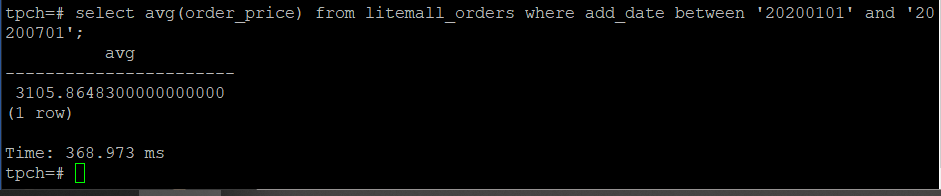 tpch=# select avg(order_price) from litemall_orders where add_date between '20200101' and '20
200701';
avg
-----------------------
3105.8648300000000000
(1 row)
Time: 368.973 ms
tpch=#